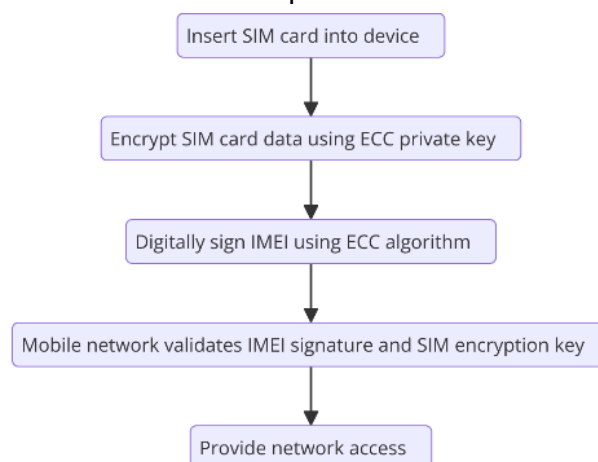 Insert SIM card into device
Encrypt SIM card data using ECC private key
Digitally sign IMEI using ECC algorithm
Mobile network validates IMEI signature and SIM encryption key
Provide network access